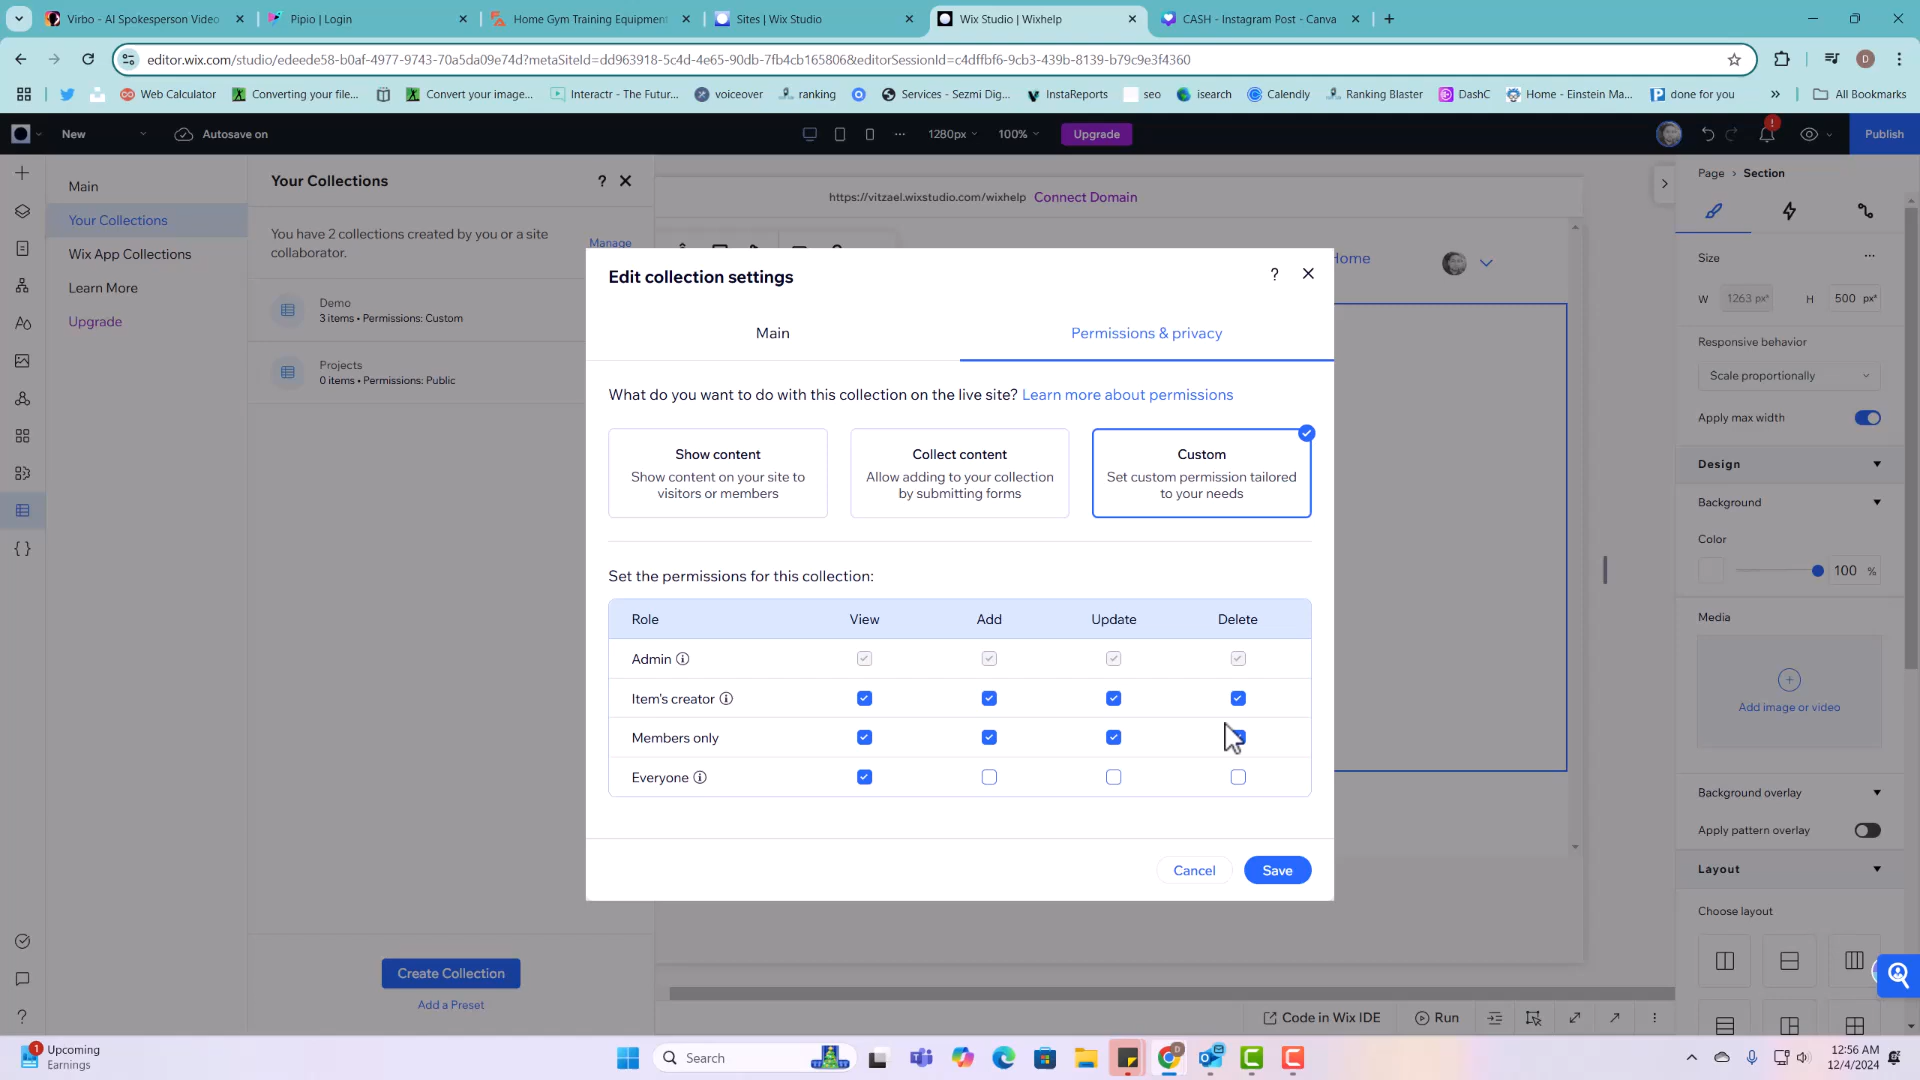 Virbo - AI Spokesperson Video
Pipio | Login
Home Gym Training Equipment
Sites | Wix Studio
Wix Studio | Wixhelp
CASH - Instagram Post - Canva
editor.wix.com/studio/edeede58-b0af-4977-9743-70a5da09e74d?metaSiteId=dd963918-5c4d-4e65-90db-7fb4cb165806&editorSessionId=c4dffbf6-9cb3-439b-8139-b79c9e3f4360
D
Web Calculator
Converting your file...
Convert your image...
Interactr - The Futur...
voiceover
ranking
Services - Sezmi Dig...
InstaReports
seo
isearch
Calendly
Ranking Blaster
DashC
Home - Einstein Ma...
done for you
All Bookmarks
New
Autosave on
1280px
100%
Upgrade
Publish
Main
Your Collections
Wix App Collections
Learn More
Upgrade
Your Collections
You have 2 collections created by you or a site
collaborator.
Manage
Demo
3 items • Permissions: Custom
Projects
0 items • Permissions: Public
Create Collection
Add a Preset
https://vitzael.wixstudio.com/wixhelp Connect Domain
Home
Edit collection settings
Main
Permissions & privacy
What do you want to do with this collection on the live site? Learn more about permissions
Show content
Show content on your site to
visitors or members
Collect content
Allow adding to your collection
by submitting forms
Custom
Set custom permission tailored
to your needs
Set the permissions for this collection:
Role View Add Update Delete
Admin
Item's creator
Members only
Everyone
Cancel
Save
Page > Section
Size
W 1263 px* H 500 px*
Responsive behavior
Scale proportionally
Apply max width
Design
Background
Color
100 %
Media
Add image or video
Background overlay
Apply pattern overlay
Layout
Choose layout
Code in Wix IDE
Run
1
Upcoming
Earnings
Search
12:56 AM
12/4/2024